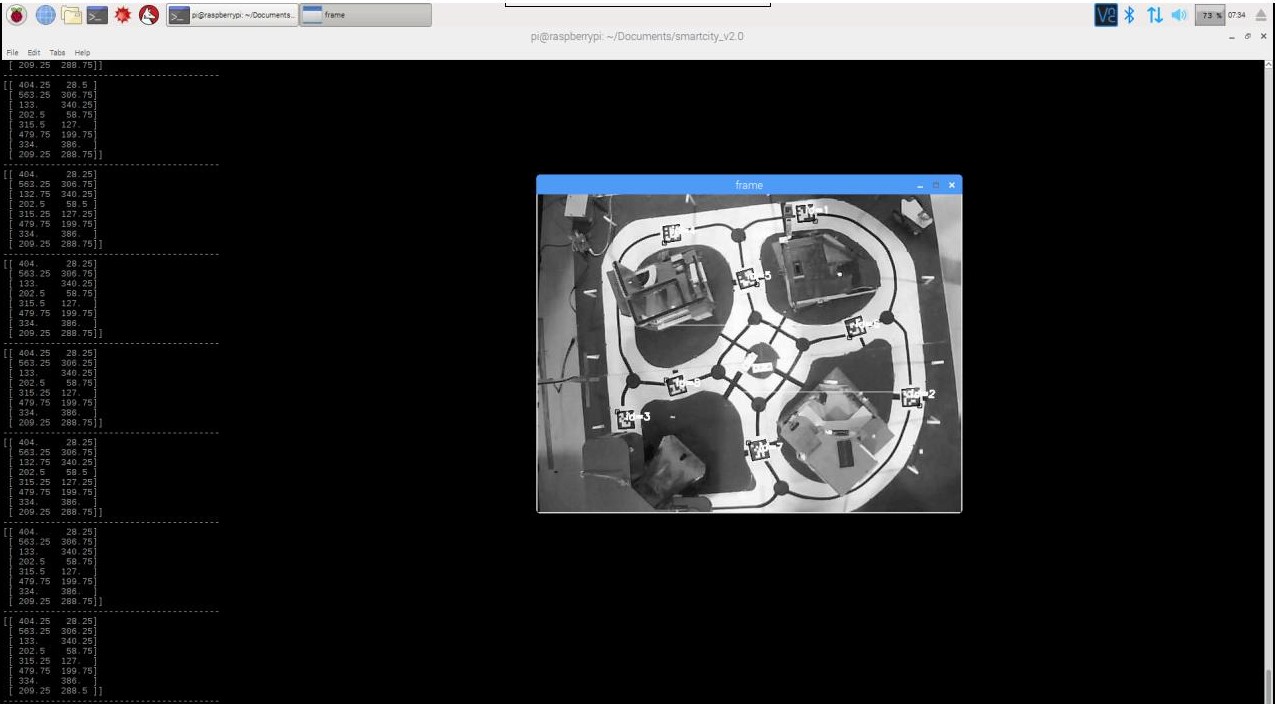 pi@raspberrypi: ~/Documents...
frame
73 %
07:34
pi@raspberrypi: ~/Documents/smartcity_v2.0
File Edit Tabs Help
[ 209.25 288.75]]
----------------------------------------
[[ 404.25 28.5 ]
[ 563.25 306.75]
[ 133. 340.25]
[ 202.5 58.75]
[ 315.5 127. ]
[ 479.75 199.75]
[ 334. 386. ]
[ 209.25 288.75]]
----------------------------------------
[[ 404. 28.25]
[ 563.25 306.75]
[ 132.75 340.25]
[ 202.5 58.5 ]
[ 315.25 127.25]
[ 479.75 199.75]
[ 334. 386. ]
[ 209.25 288.75]]
----------------------------------------
[[ 404. 28.25]
[ 563.25 306.75]
[ 133. 340.25]
[ 202.5 58.75]
[ 315.5 127. ]
[ 479.75 199.75]
[ 334. 386. ]
[ 209.25 288.75]]
----------------------------------------
[[ 404.25 28.25]
[ 563.25 306.25]
[ 133. 340.25]
[ 202.5 58.75]
[ 315.25 127. ]
[ 479.75 199.75]
[ 334. 386. ]
[ 209.25 288.75]]
----------------------------------------
[[ 404. 28.25]
[ 563.25 306.75]
[ 132.75 340.25]
[ 202.5 58.5 ]
[ 315.25 127.25]
[ 479.75 199.75]
[ 334. 386. ]
[ 209.25 288.75]]
----------------------------------------
[[ 404. 28.25]
[ 563.25 306.75]
[ 133. 340.25]
[ 202.5 58.75]
[ 315.5 127. ]
[ 479.75 199.75]
[ 334. 386. ]
[ 209.25 288.75]]
----------------------------------------
[[ 404.25 28.25]
[ 563.25 306.25]
[ 133. 340.25]
[ 202.5 58.75]
[ 315.25 127. ]
[ 479.75 199.75]
[ 334. 386. ]
[ 209.25 288.5 ]]
----------------------------------------
frame
id=1
id=5
id=2
id=3
id=7